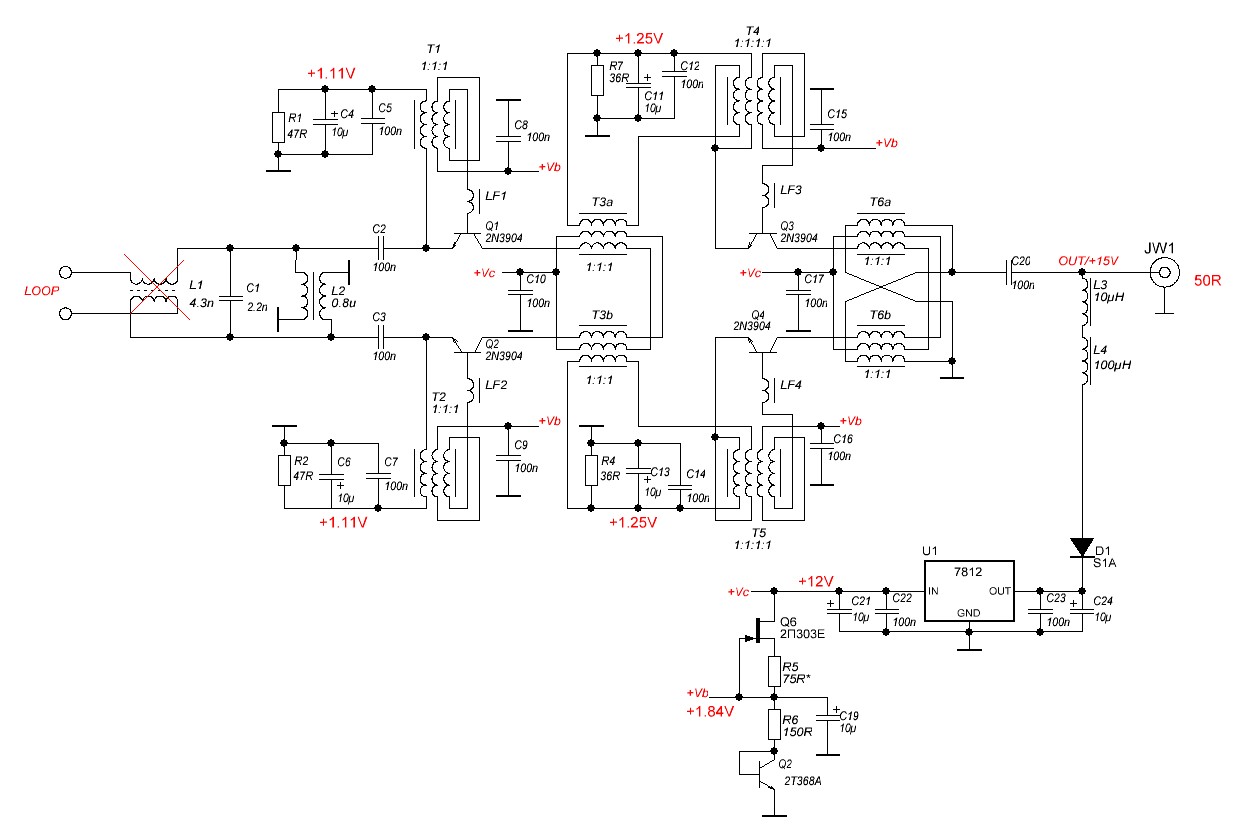 T1
1:1:1
+1.11V
R1
47R
C4
10µ
C5
100n
C8
100n
+Vb
LF1
Q1
2N3904
C2
100n
+1.25V
R7
36R
C11
10µ
C12
100n
T4
1:1:1:1
C15
100n
+Vb
LF3
Q3
2N3904
T3a
1:1:1
+Vc
C10
100n
T3b
1:1:1
+Vc
C17
100n
T6a
1:1:1
T6b
1:1:1
C20
100n
OUT/+15V
JW1
50R
L3
10µH
L4
100µH
LOOP
L1
4.3n
C1
2.2n
L2
0.8u
C3
100n
Q2
2N3904
LF2
T2
1:1:1
+Vb
C9
100n
R2
47R
C6
10µ
C7
100n
+1.11V
R4
36R
C13
10µ
C14
100n
+1.25V
Q4
2N3904
LF4
+Vb
C16
100n
T5
1:1:1:1
D1
S1A
U1
7812
IN
OUT
GND
+Vc
+12V
C21
10µ
C22
100n
C23
100n
C24
10µ
Q6
2П303Е
R5
75R*
+Vb
+1.84V
R6
150R
C19
10µ
Q2
2T368A